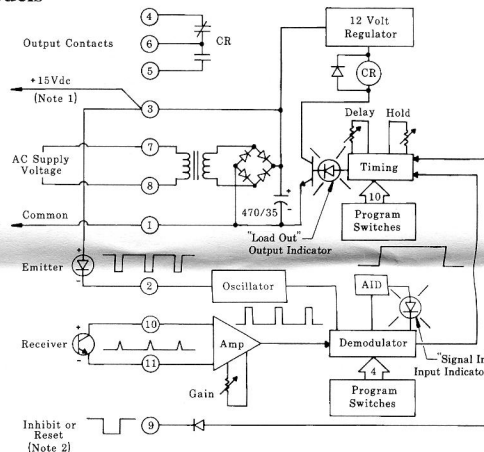 4
Output Contacts
6
CR
5
12 Volt
Regulator
CR
+15Vdc
(Note 1)
3
Delay
Hold
7
AC Supply
Voltage
8
+
-
470/35
Timing
10
Program
Switches
Common
1
"Load Out"
Output Indicator
Emitter
+
-
2
Oscillator
AID
Receiver
+
-
10
11
Amp
Gain
Demodulator
4
Program
Switches
"Signal In
Input Indicator
Inhibit or
Reset
(Note 2)
9